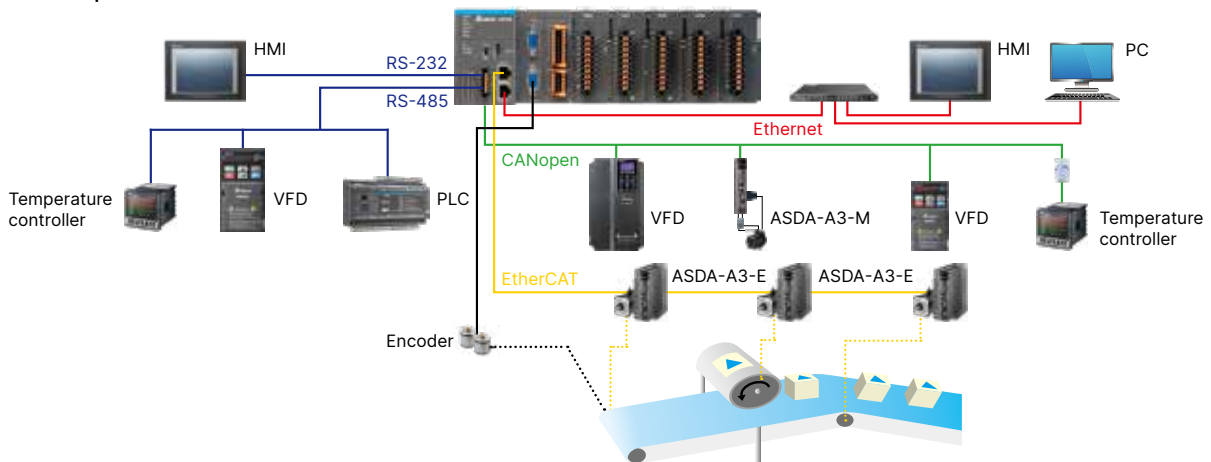 HMI
RS-232
RS-485
HMI
PC
Ethernet
CANopen
Temperature
controller
VFD
PLC
VFD
ASDA-A3-M
VFD
Temperature
controller
EtherCAT
ASDA-A3-E
ASDA-A3-E
Encoder